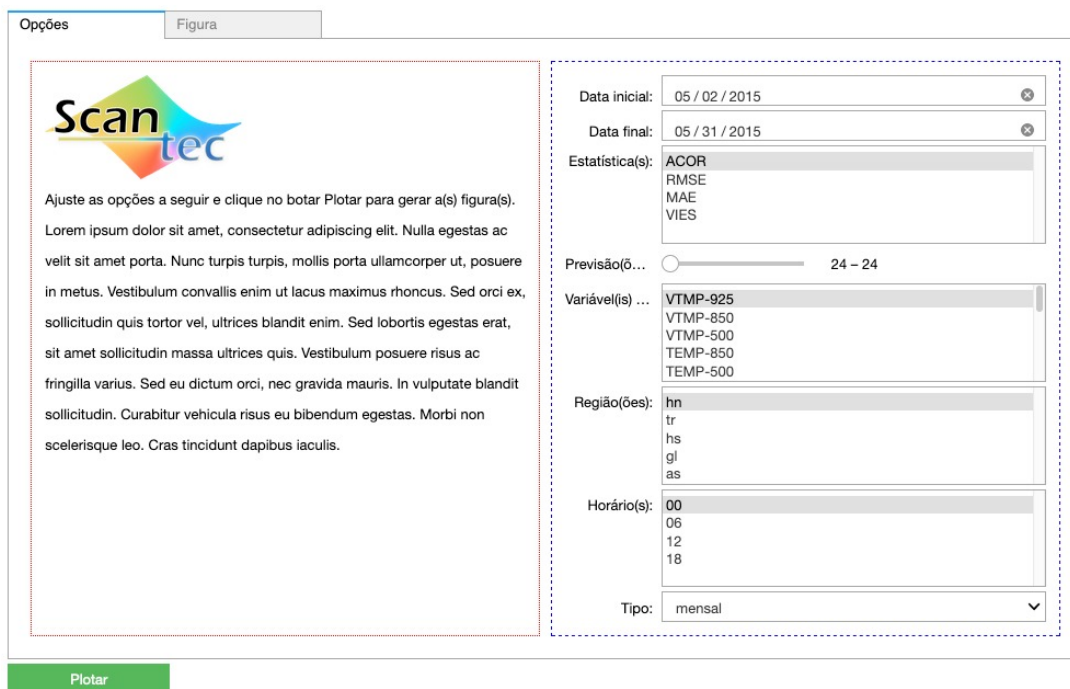 Opções
Figura
Scan
tec
Ajuste as opções a seguir e clique no botar Plotar para gerar a(s) figura(s).
Lorem ipsum dolor sit amet, consectetur adipiscing elit. Nulla egestas ac
velit sit amet porta. Nunc turpis turpis, mollis porta ullamcorper ut, posuere
in metus. Vestibulum convallis enim ut lacus maximus rhoncus. Sed orci ex,
sollicitudin quis tortor vel, ultrices blandit enim. Sed lobortis egestas erat,
sit amet sollicitudin massa ultrices quis. Vestibulum posuere risus ac
fringilla varius. Sed eu dictum orci, nec gravida mauris. In vulputate blandit
sollicitudin. Curabitur vehicula risus eu bibendum egestas. Morbi non
scelerisque leo. Cras tincidunt dapibus iaculis.
Data inicial: 05 / 02 / 2015
Data final: 05 / 31 / 2015
Estatística(s): ACOR
RMSE
MAE
VIES
Previsão(õ… 24 – 24
Variável(is) … VTMP-925
VTMP-850
VTMP-500
TEMP-850
TEMP-500
Região(ões): hn
tr
hs
gl
as
Horário(s): 00
06
12
18
Tipo: mensal
Plotar